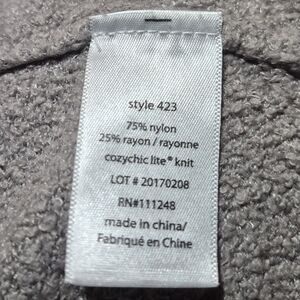 style 423
75% nylon
25% rayon / rayonne
cozychic lite® knit
LOT # 20170208
RN#111248
made in china/
Fabriqué en Chine